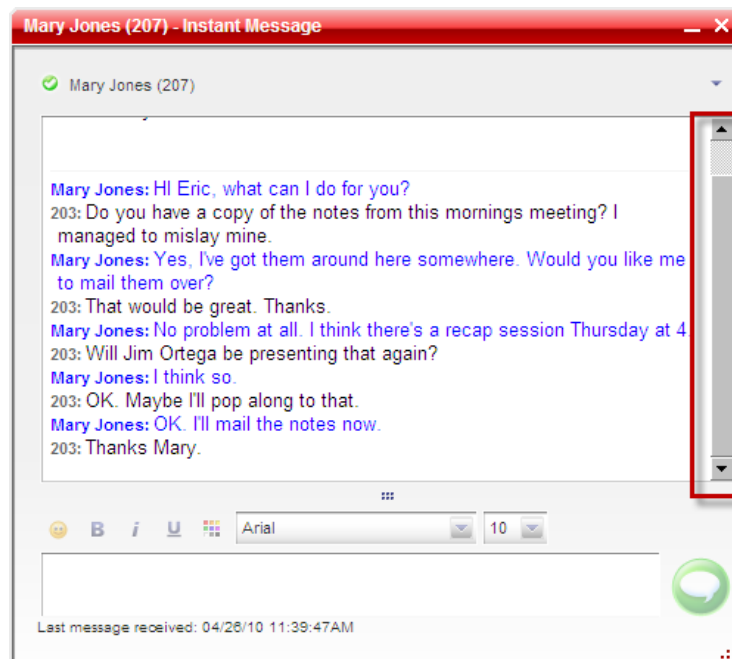 Mary Jones (207) - Instant Message
Mary Jones (207)
Mary Jones: HI Eric, what can I do for you?
203: Do you have a copy of the notes from this mornings meeting? I
managed to mislay mine.
Mary Jones: Yes, I've got them around here somewhere. Would you like me
to mail them over?
203: That would be great. Thanks.
Mary Jones: No problem at all. I think there's a recap session Thursday at 4.
203: Will Jim Ortega be presenting that again?
Mary Jones: I think so.
203: OK. Maybe I'll pop along to that.
Mary Jones: OK. I'll mail the notes now.
203: Thanks Mary.
B i U Arial 10
Last message received: 04/26/10 11:39:47AM